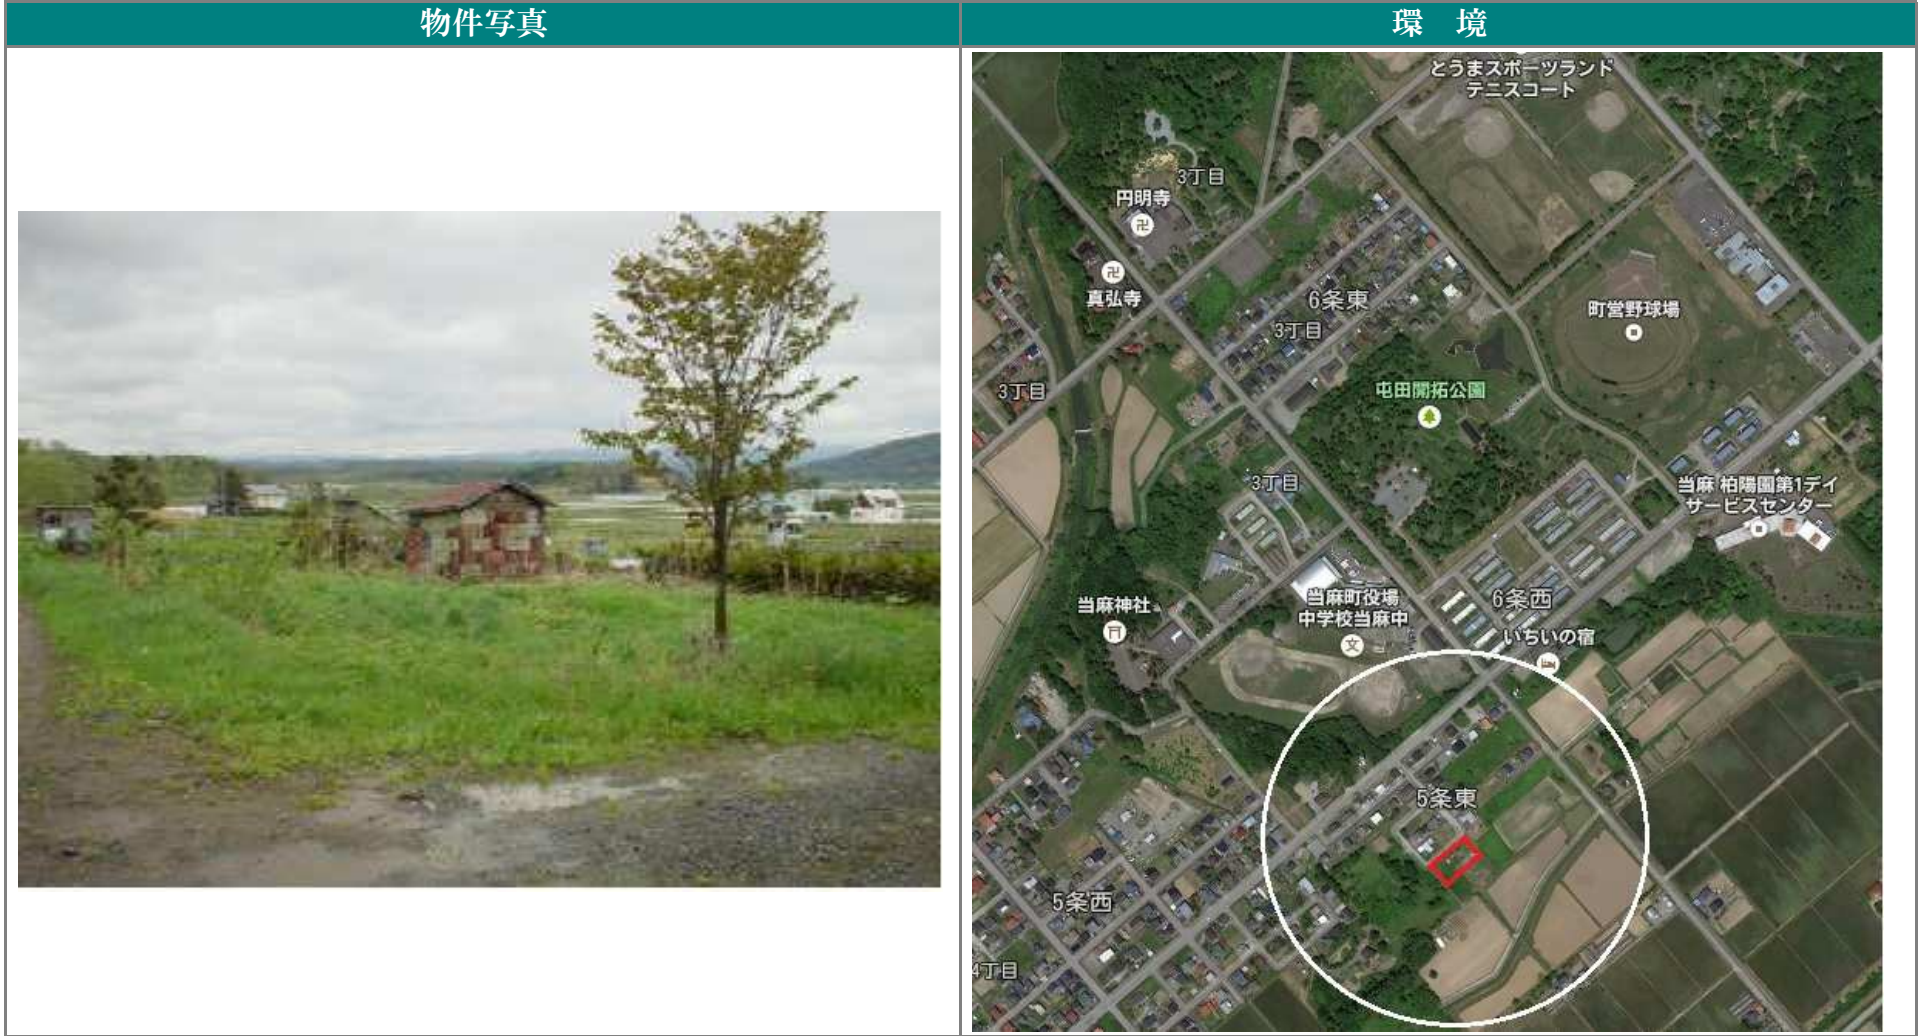 物件写真
環　境
とうまスポーツランド
テニスコート
3丁目
円明寺
真弘寺
6条東
3丁目
町営野球場
3丁目
屯田開拓公園
3丁目
当麻 柏陽園第1デイ
サービスセンター
当麻町役場
中学校当麻中
6条西
当麻神社
いちいの宿
5条東
5条西
4丁目